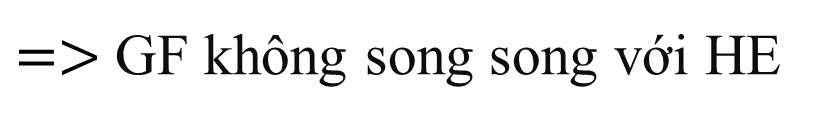 => GF không song song với HE